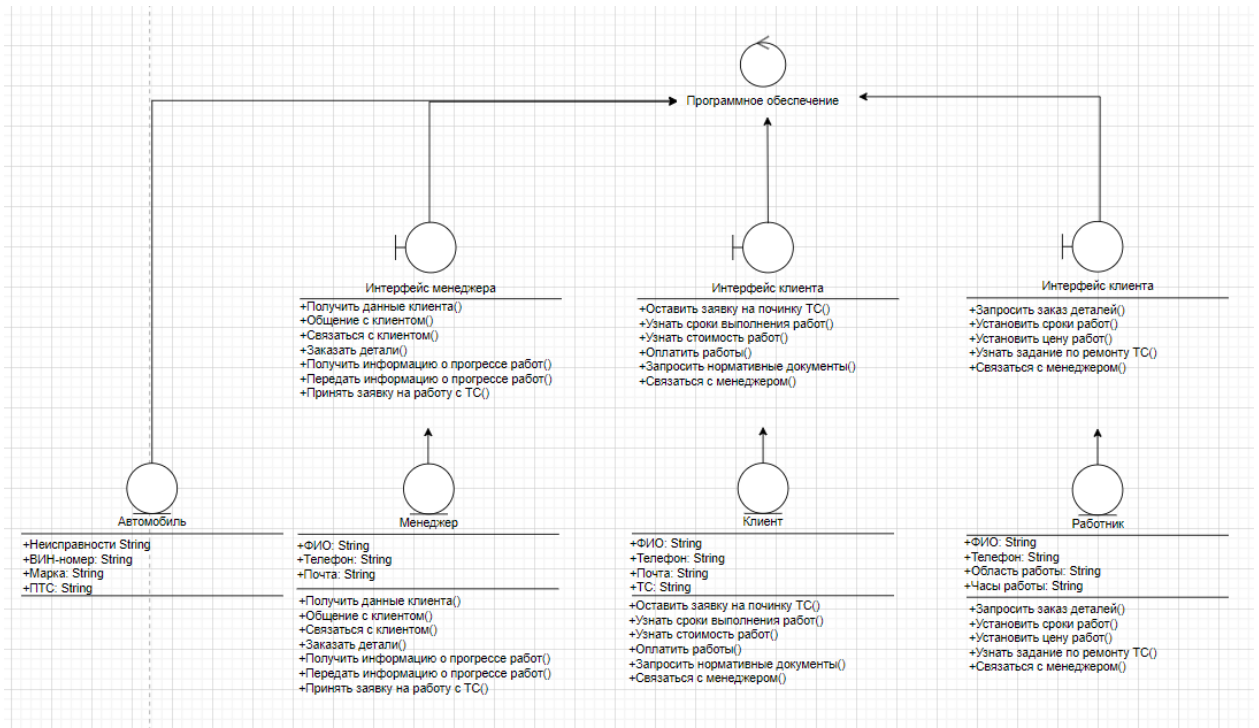 Программное обеспечение
Интерфейс менеджера
+Получить данные клиента()
+Общение с клиентом()
+Связаться с клиентом()
+Заказать детали()
+Получить информацию о прогрессе работ()
+Передать информацию о прогрессе работ()
+Принять заявку на работу с ТС()
Интерфейс клиента
+Оставить заявку на починку ТС()
+Узнать сроки выполнения работ()
+Узнать стоимость работ()
+Оплатить работы()
+Запросить нормативные документы()
+Связаться с менеджером()
Интерфейс клиента
+Запросить заказ деталей()
+Установить сроки работ()
+Установить цену работ()
+Узнать задание по ремонту ТС()
+Связаться с менеджером()
Автомобиль
+Неисправности String
+ВИН-номер: String
+Марка: String
+ПТС: String
Менеджер
+ФИО: String
+Телефон: String
+Почта: String
+Получить данные клиента()
+Общение с клиентом()
+Связаться с клиентом()
+Заказать детали()
+Получить информацию о прогрессе работ()
+Передать информацию о прогрессе работ()
+Принять заявку на работу с ТС()
Клиент
+ФИО: String
+Телефон: String
+Почта: String
+ТС: String
+Оставить заявку на починку ТС()
+Узнать сроки выполнения работ()
+Узнать стоимость работ()
+Оплатить работы()
+Запросить нормативные документы()
+Связаться с менеджером()
Работник
+ФИО: String
+Телефон: String
+Область работы: String
+Часы работы: String
+Запросить заказ деталей()
+Установить сроки работ()
+Установить цену работ()
+Узнать задание по ремонту ТС()
+Связаться с менеджером()